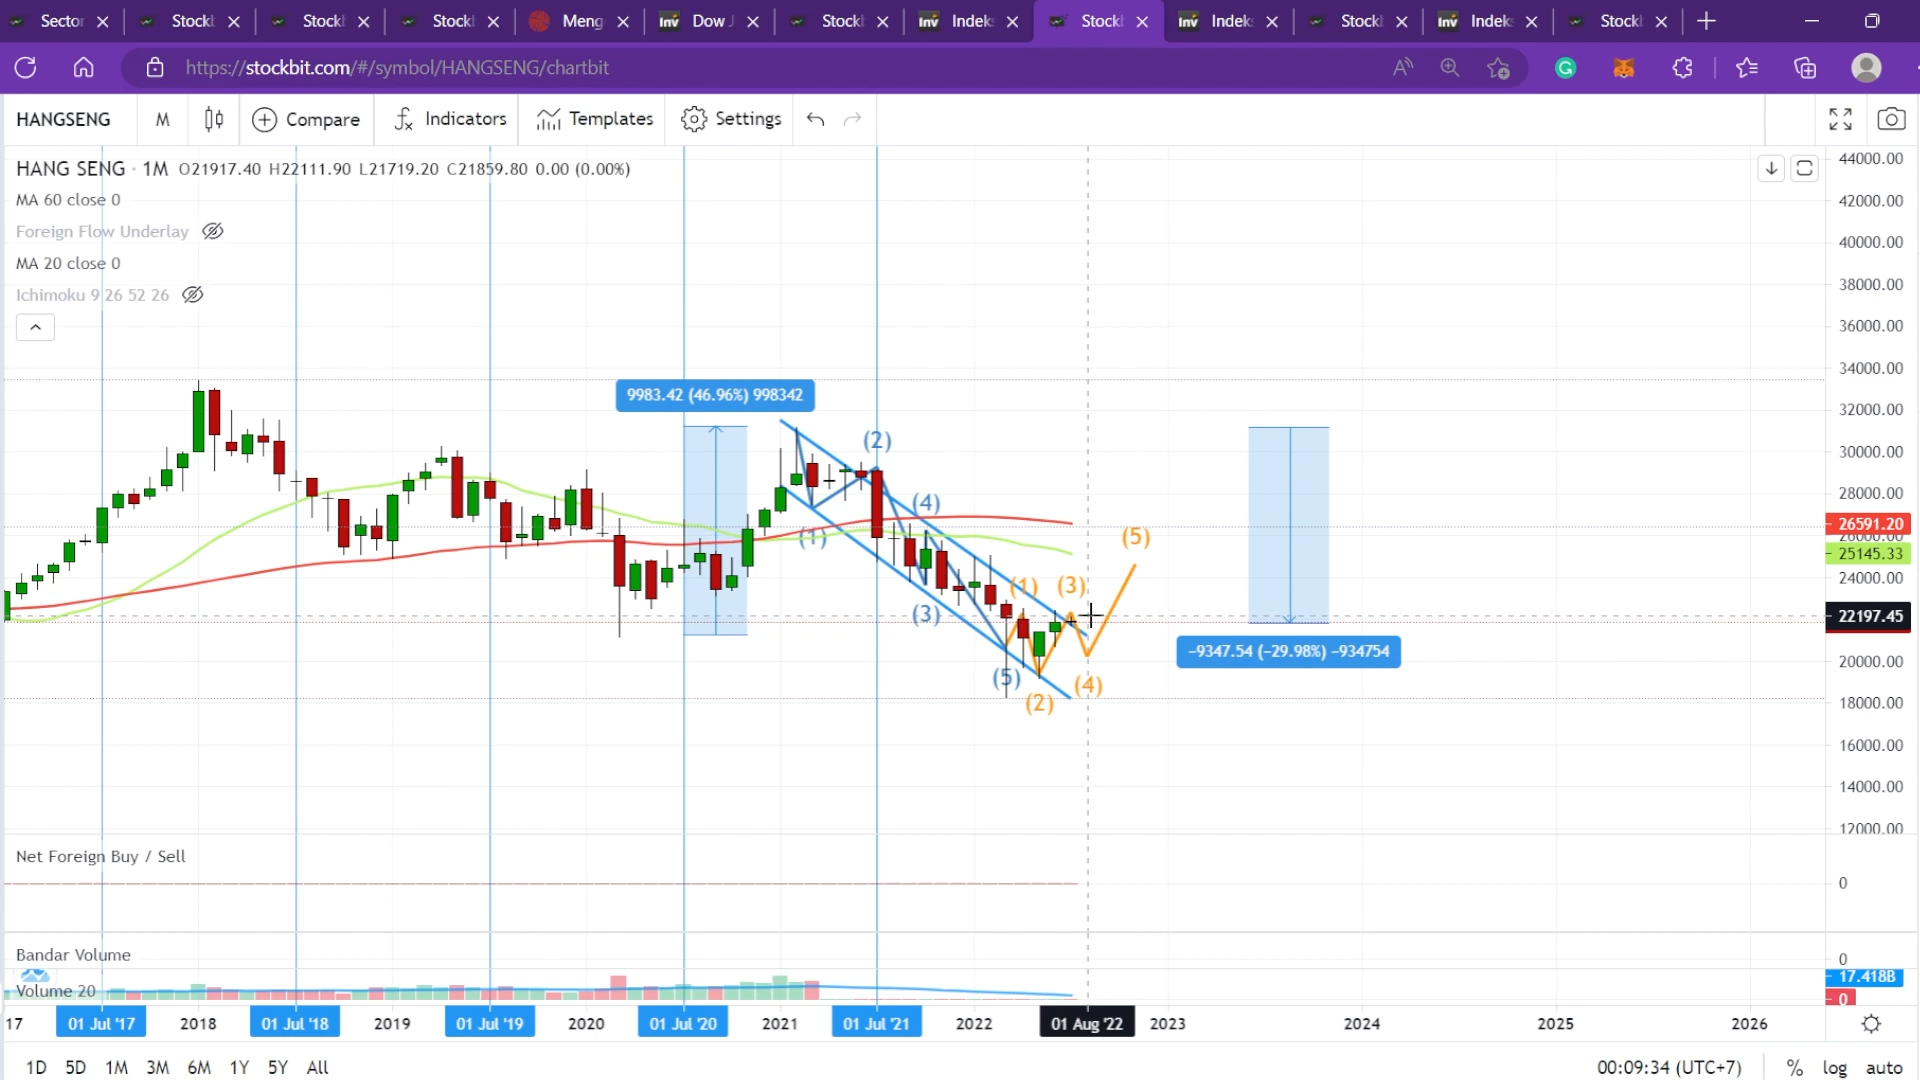 Sector
Stockl
Stockl
Stockl
Meng
Dow J
Stockl
Indeks
Stockl
Indeks
Stockl
Indeks
Stockl
https://stockbit.com/#/symbol/HANGSENG/chartbit
HANGSENG M Compare Indicators Templates Settings
HANG SENG · 1M O21917.40 H22111.90 L21719.20 C21859.80 0.00 (0.00%)
MA 60 close 0
Foreign Flow Underlay
MA 20 close 0
Ichimoku 9 26 52 26
9983.42 (46.96%) 998342
(1)
(2)
(3)
(4)
(5)
(1)
(2)
(3)
(4)
(5)
-9347.54 (-29.98%) -934754
44000.00
42000.00
40000.00
38000.00
36000.00
34000.00
32000.00
30000.00
28000.00
26591.20
26000.00
25145.33
24000.00
22197.45
20000.00
18000.00
16000.00
14000.00
12000.00
Net Foreign Buy / Sell
0
Bandar Volume
0
Volume 20
17.418B
0
17 01 Jul '17 2018 01 Jul '18 2019 01 Jul '19 2020 01 Jul '20 2021 01 Jul '21 2022 01 Aug '22 2023 2024 2025 2026
1D 5D 1M 3M 6M 1Y 5Y All
00:09:34 (UTC+7) % log auto